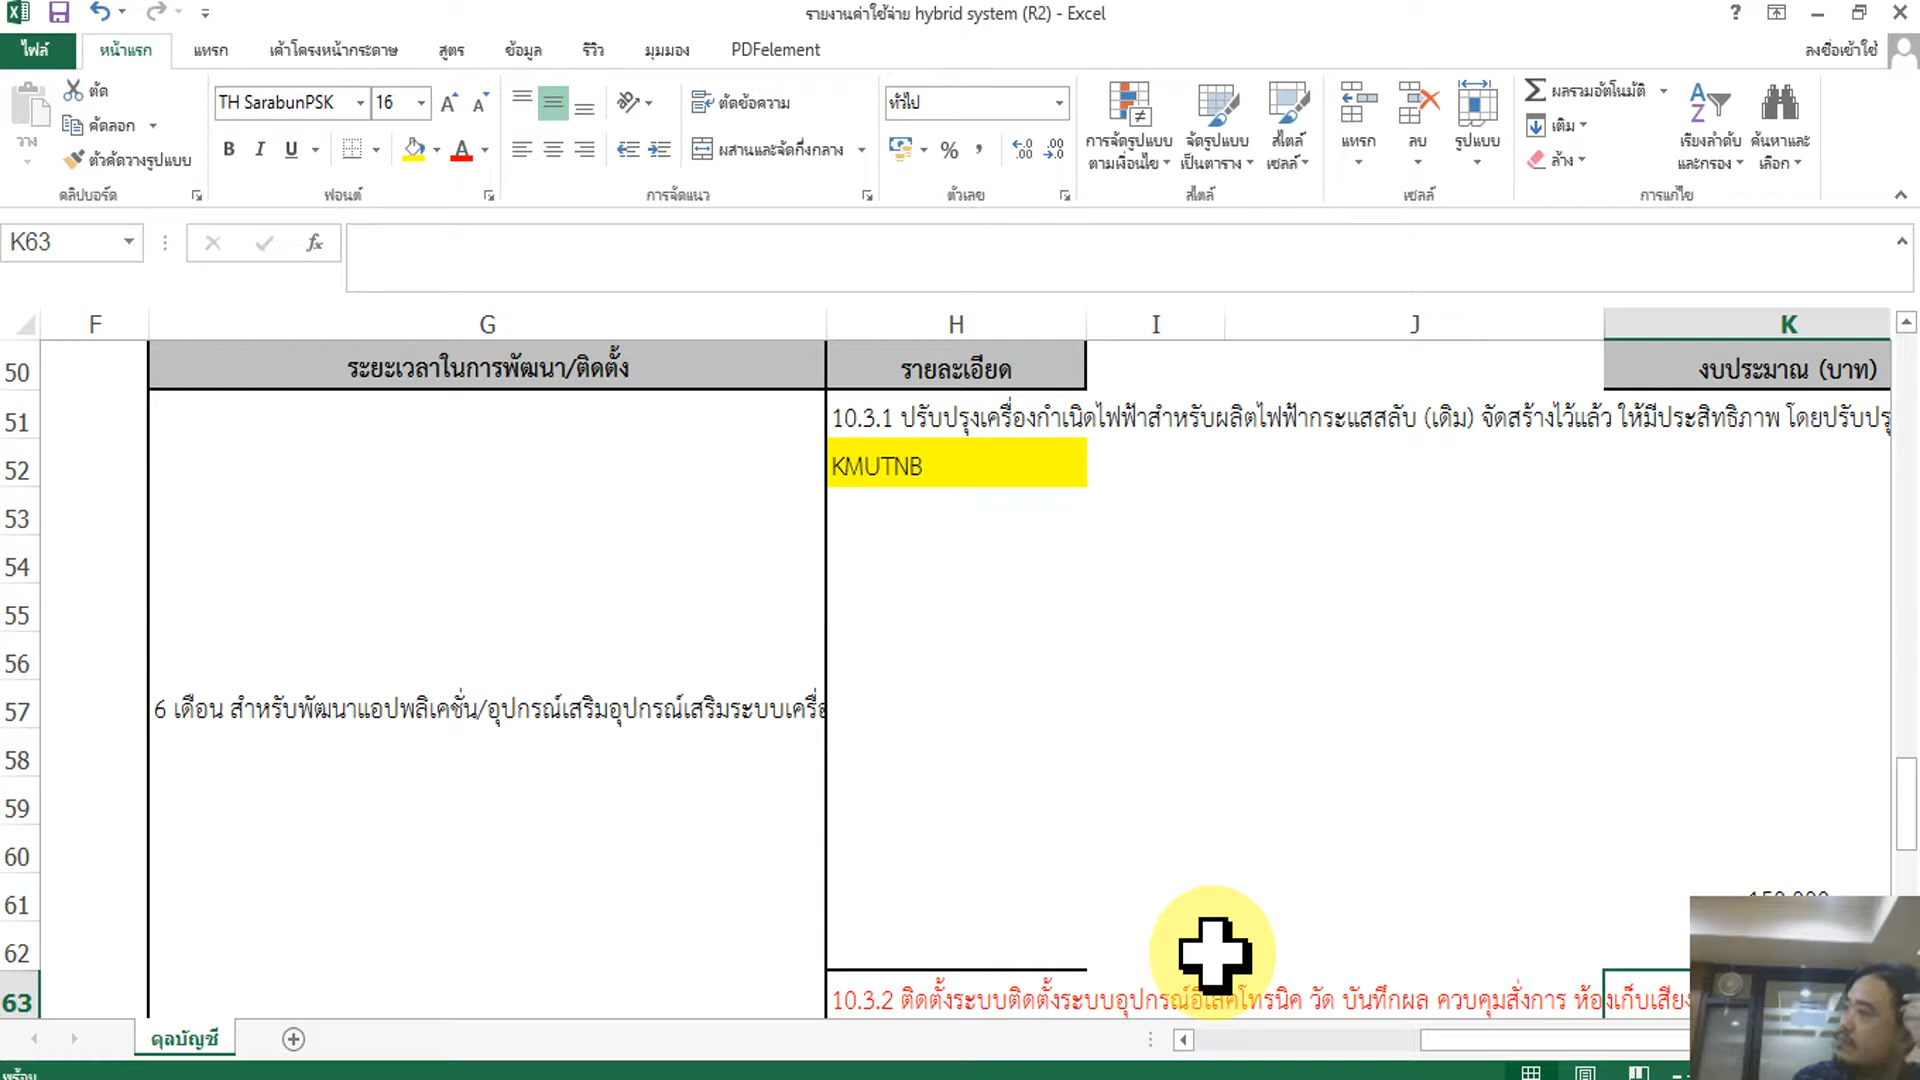 รายงานค่าใช้จ่าย hybrid system (R2) - Excel
ไฟล์ หน้าแรก แทรก เค้าโครงหน้ากระดาษ สูตร ข้อมูล รีวิว มุมมอง PDFelement ลงชื่อเข้าใช้
วาง
ตัด
คัดลอก
ตัวคัดวางรูปแบบ
คลิปบอร์ด
TH SarabunPSK 16
B I U
ฟอนต์
ตัดข้อความ
ผสานและจัดกึ่งกลาง
การจัดแนว
ทั่วไป
ตัวเลข
การจัดรูปแบบ
ตามเงื่อนไข
จัดรูปแบบ
เป็นตาราง
สไตล์
เซลล์
สไตล์
แทรก ลบ รูปแบบ
เซลล์
ผลรวมอัตโนมัติ
เติม
ล้าง
เรียงลำดับ
และกรอง
ค้นหาและ
เลือก
การแก้ไข
K63 fx
F G H I J K
50 ระยะเวลาในการพัฒนา/ติดตั้ง รายละเอียด งบประมาณ (บาท)
51 10.3.1 ปรับปรุงเครื่องกำเนิดไฟฟ้าสำหรับผลิตไฟฟ้ากระแสสลับ (เดิม) จัดสร้างไว้แล้ว ให้มีประสิทธิภาพ โดยปรับปรุ
52 KMUTNB
53
54
55
56
57 6 เดือน สำหรับพัฒนาแอปพลิเคชั่น/อุปกรณ์เสริมอุปกรณ์เสริมระบบเครื่อ
58
59
60
61
62
63 10.3.2 ติดตั้งระบบติดตั้งระบบอุปกรณ์อิเล็คโทรนิค วัด บันทึกผล ควบคุมสั่งการ ห้องเก็บเสียง
ดุลบัญชี
พร้อม